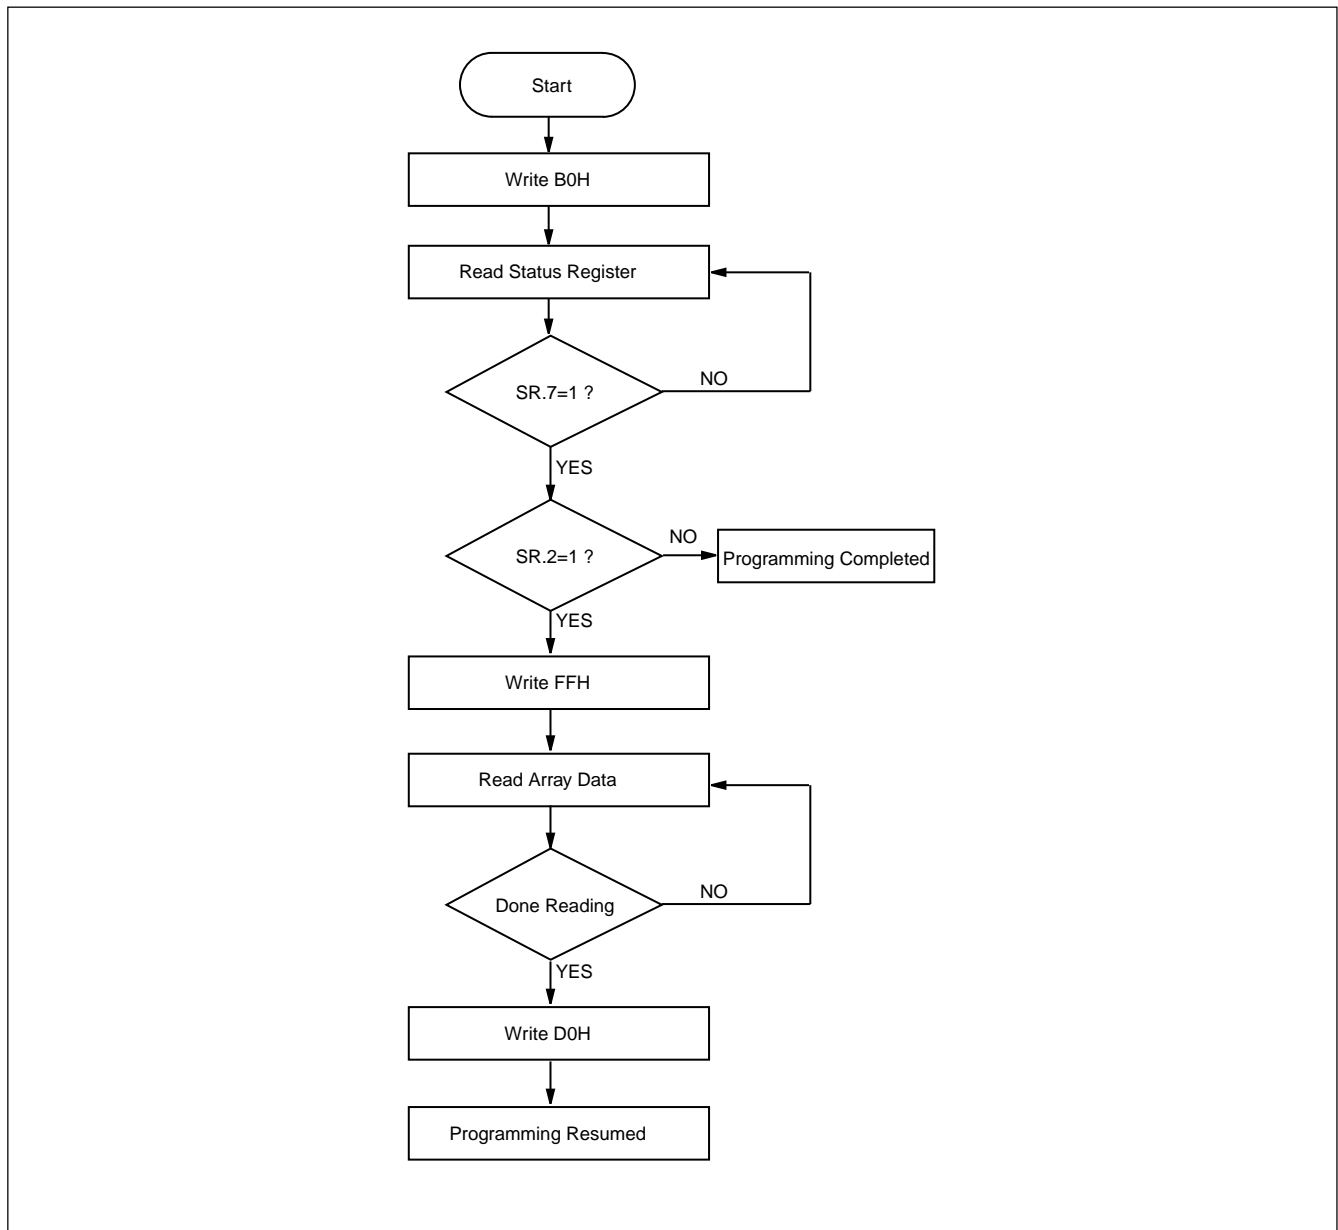 Start
Write B0H
Read Status Register
SR.7=1 ?
NO
YES
SR.2=1 ?
NO
Programming Completed
YES
Write FFH
Read Array Data
Done Reading
NO
YES
Write D0H
Programming Resumed